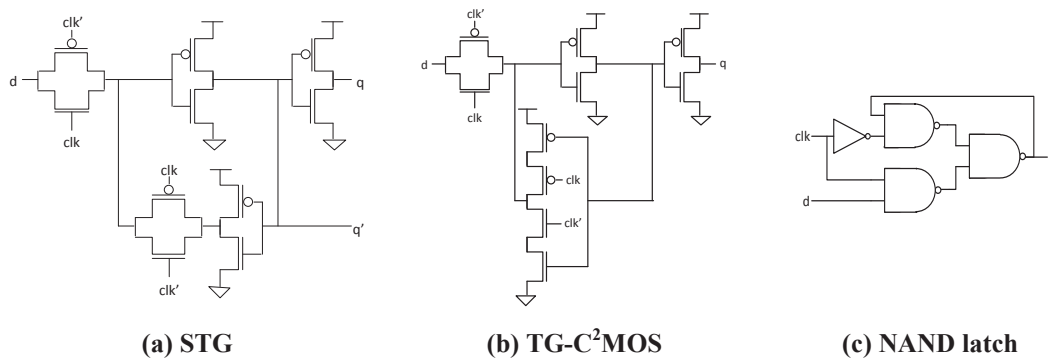 clk'
d
clk
q
clk
clk'
q'
(a) STG
clk'
d
clk
q
clk
clk'
(b) TG-C²MOS
clk
d
(c) NAND latch